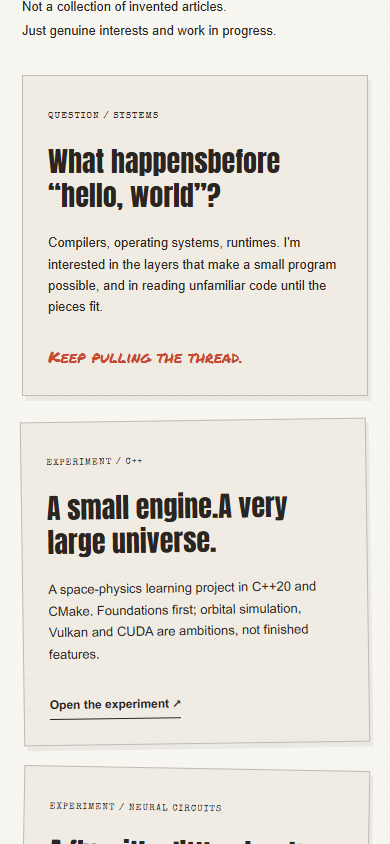 Not a collection of invented articles.
Just genuine interests and work in progress.
QUESTION / SYSTEMS
What happensbefore
“hello, world”?
Compilers, operating systems, runtimes. I'm
interested in the layers that make a small program
possible, and in reading unfamiliar code until the
pieces fit.
Keep pulling the thread.
EXPERIMENT / C++
A small engine.A very
large universe.
A space-physics learning project in C++20 and
CMake. Foundations first; orbital simulation,
Vulkan and CUDA are ambitions, not finished
features.
Open the experiment ↗
EXPERIMENT / NEURAL CIRCUITS